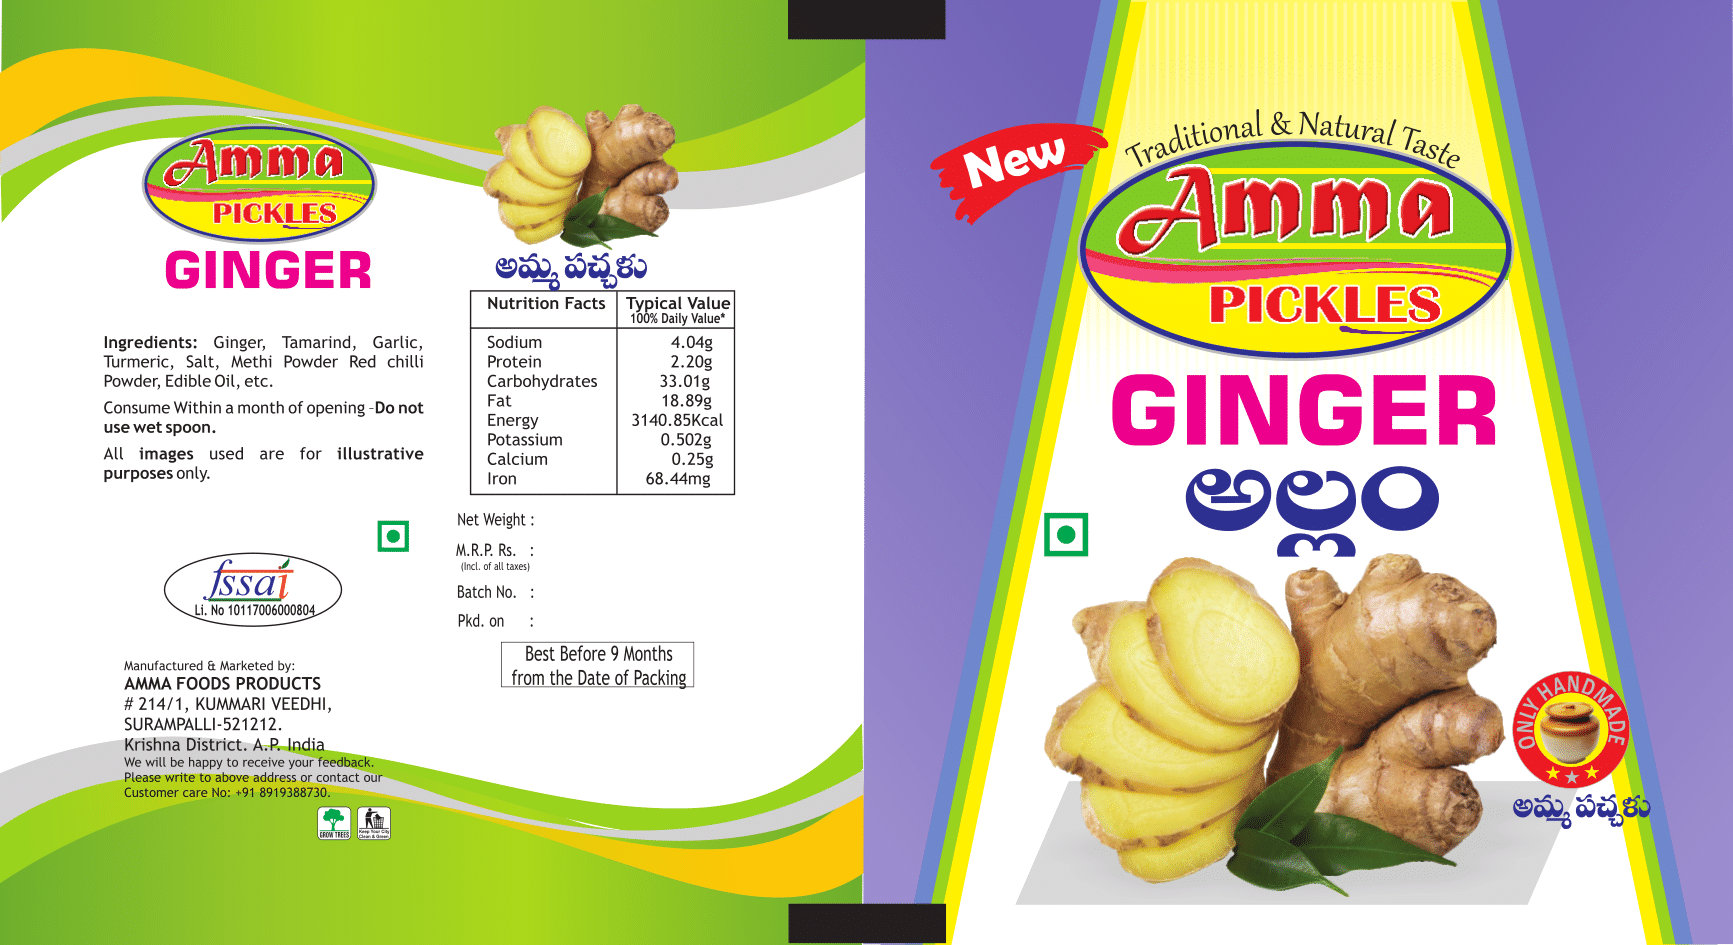 Amma
PICKLES
GINGER
Ingredients: Ginger, Tamarind, Garlic,
Turmeric, Salt, Methi Powder Red chilli
Powder, Edible Oil, etc.
Consume Within a month of opening –Do not
use wet spoon.
All images used are for illustrative
purposes only.
fssai
Li. No 10117006000804
Manufactured & Marketed by:
AMMA FOODS PRODUCTS
# 214/1, KUMMARI VEEDHI,
SURAMPALLI-521212.
Krishna District. A.P. India
We will be happy to receive your feedback.
Please write to above address or contact our
Customer care No: +91 8919388730.
GROW TREES
Keep Your City
Clean & Green
అమ్మ పచ్చళు
Nutrition Facts Typical Value
100% Daily Value*
Sodium 4.04g
Protein 2.20g
Carbohydrates 33.01g
Fat 18.89g
Energy 3140.85Kcal
Potassium 0.502g
Calcium 0.25g
Iron 68.44mg
Net Weight :
M.R.P. Rs. :
(Incl. of all taxes)
Batch No. :
Pkd. on :
Best Before 9 Months
from the Date of Packing
New
Traditional & Natural Taste
Amma
PICKLES
GINGER
అల్లం
ONLY HANDMADE
అమ్మ పచ్చళు